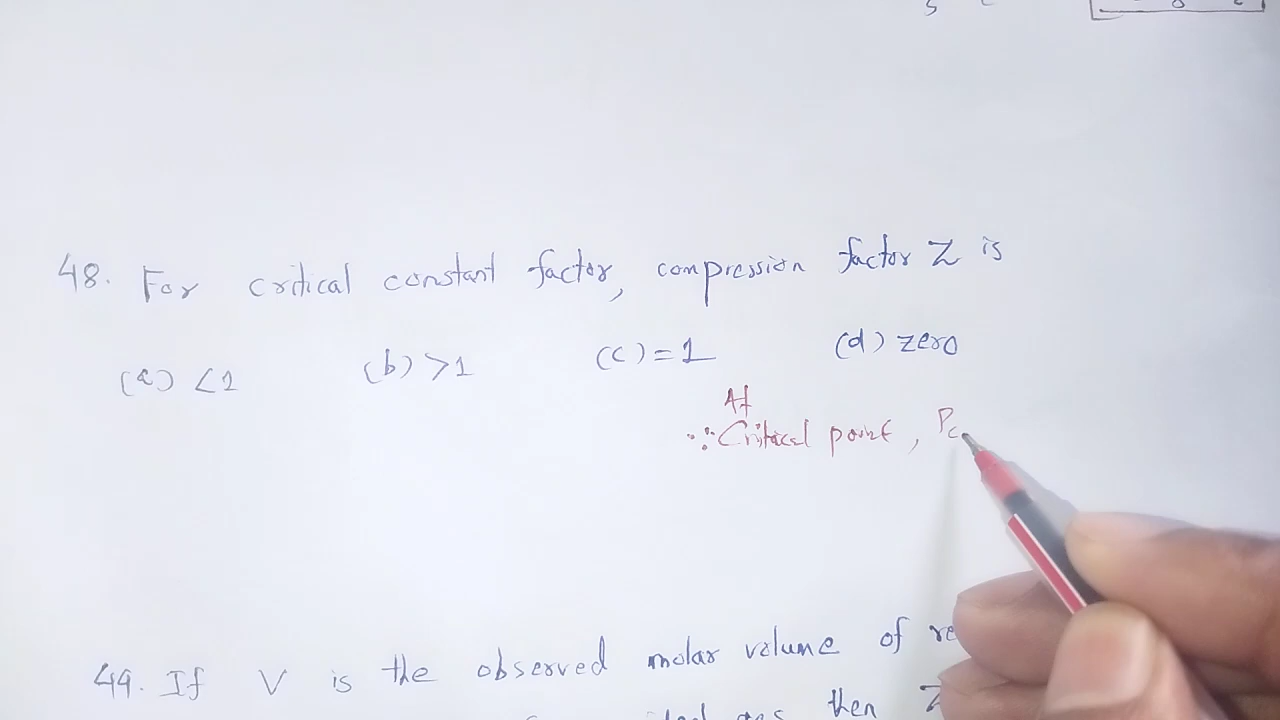 48. For critical constant factor, compression factor Z is
(a) <1 (b) >1 (c) =1 (d) zero
At
∵ Critical point, Pc
49. If V is the observed molar volume of re
then Z